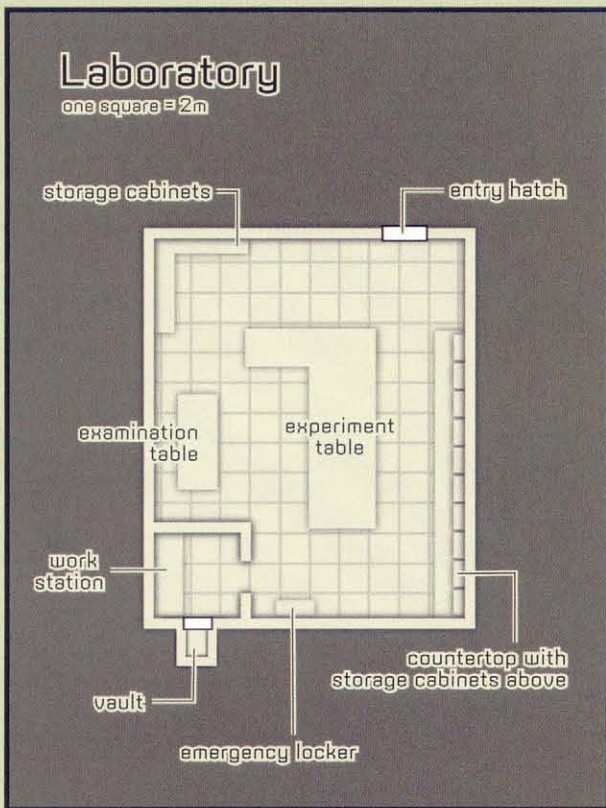 Laboratory
one square = 2m
storage cabinets
entry hatch
examination
table
experiment
table
work
station
vault
countertop with
storage cabinets above
emergency locker